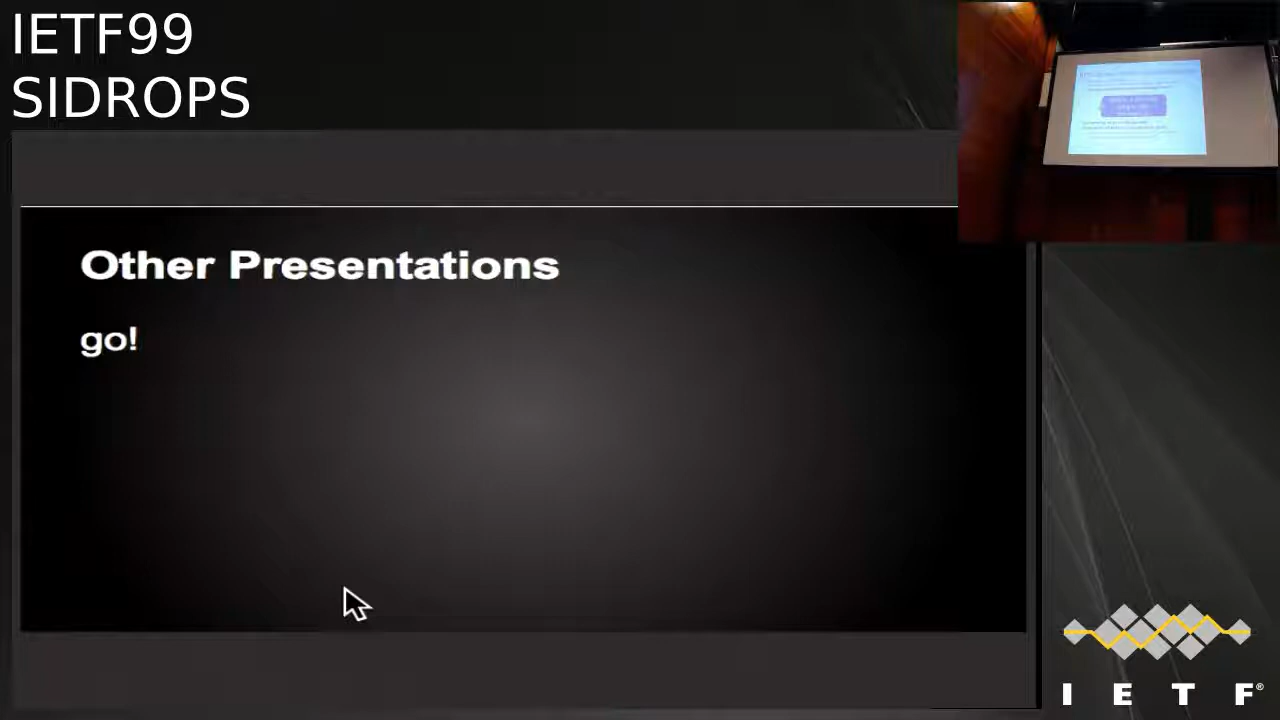 IETF99
SIDROPS
Other Presentations
go!
I E T F®